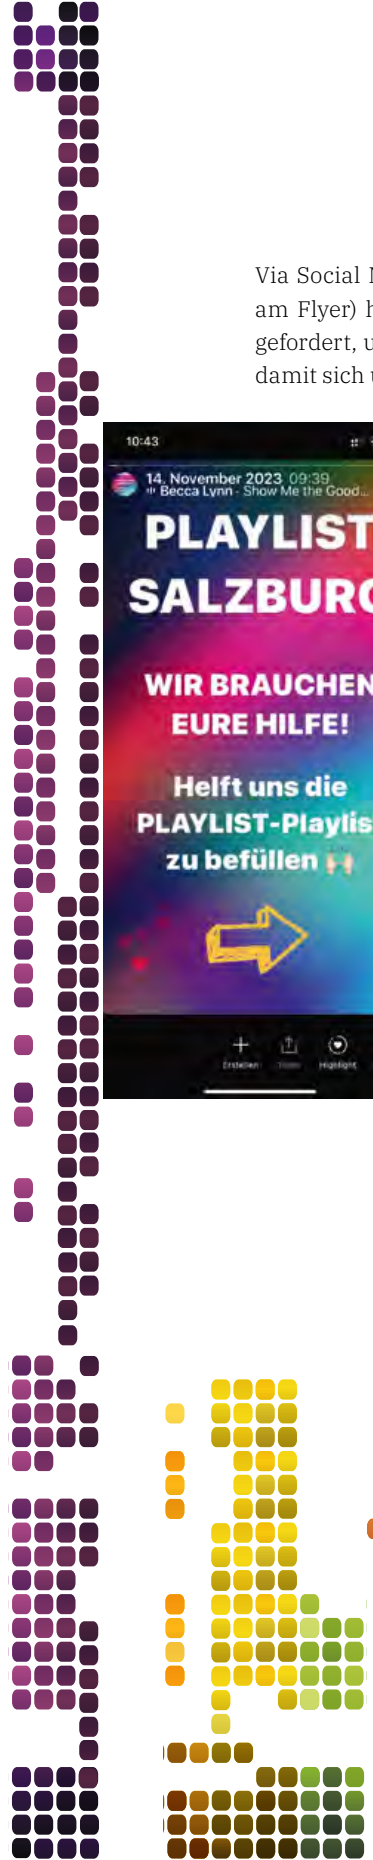 Via Social
am Flyer)
gefordert,
damit sich
10:43
14. November 2023 09:39
Becca Lynn - Show Me the Good...
PLAYLIST
SALZBURG
WIR BRAUCHEN
EURE HILFE!
Helft uns die
PLAYLIST-Playlis
zu befüllen
Erstellen Teilen Highlight